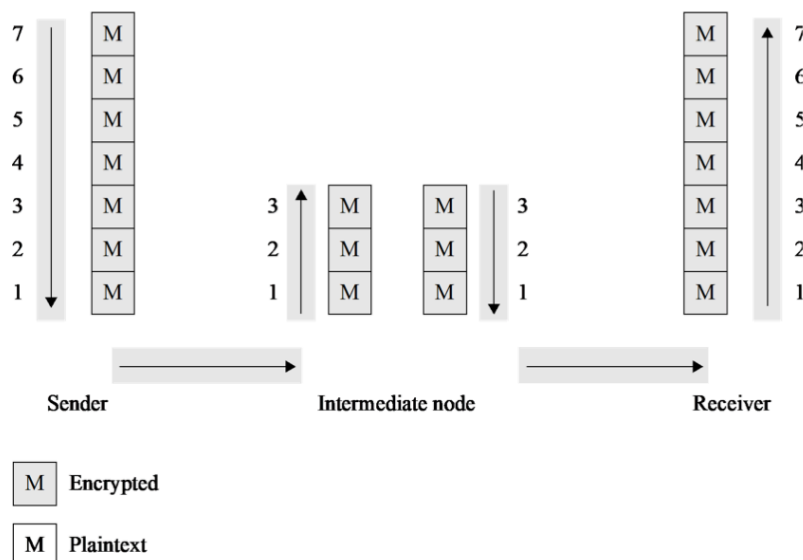 7 M M 7
6 M M 6
5 M M 5
4 M M 4
3 M 3 M M 3 M 3
2 M 2 M M 2 M 2
1 M 1 M M 1 M 1
Sender Intermediate node Receiver
M Encrypted
M Plaintext